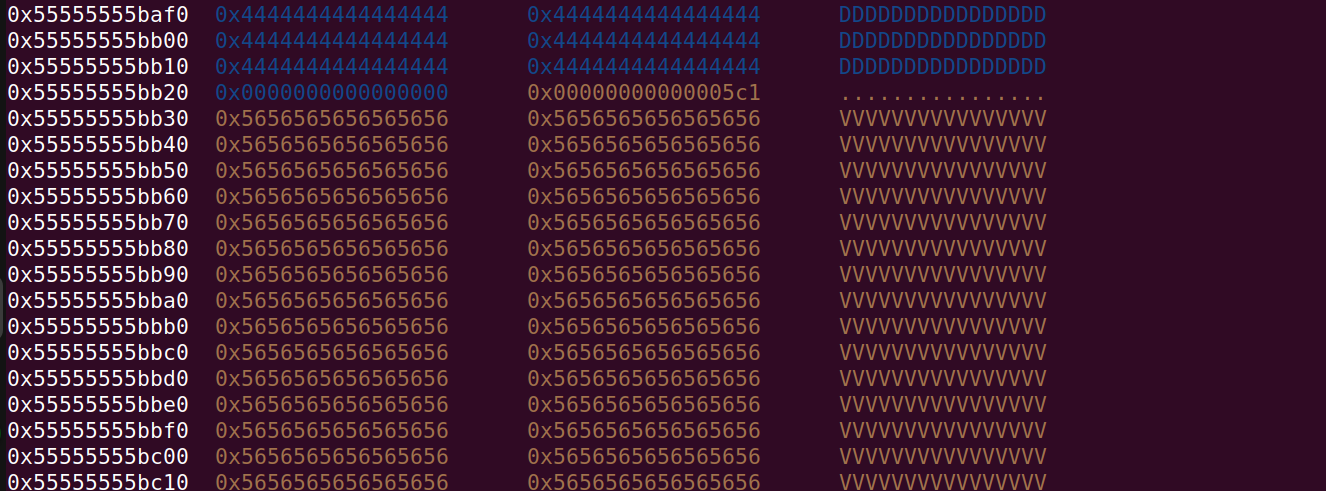 0x55555555baf0 0x4444444444444444 0x4444444444444444 DDDDDDDDDDDDDDDD
0x55555555bb00 0x4444444444444444 0x4444444444444444 DDDDDDDDDDDDDDDD
0x55555555bb10 0x4444444444444444 0x4444444444444444 DDDDDDDDDDDDDDDD
0x55555555bb20 0x0000000000000000 0x00000000000005c1 ................
0x55555555bb30 0x5656565656565656 0x5656565656565656 VVVVVVVVVVVVVVVV
0x55555555bb40 0x5656565656565656 0x5656565656565656 VVVVVVVVVVVVVVVV
0x55555555bb50 0x5656565656565656 0x5656565656565656 VVVVVVVVVVVVVVVV
0x55555555bb60 0x5656565656565656 0x5656565656565656 VVVVVVVVVVVVVVVV
0x55555555bb70 0x5656565656565656 0x5656565656565656 VVVVVVVVVVVVVVVV
0x55555555bb80 0x5656565656565656 0x5656565656565656 VVVVVVVVVVVVVVVV
0x55555555bb90 0x5656565656565656 0x5656565656565656 VVVVVVVVVVVVVVVV
0x55555555bba0 0x5656565656565656 0x5656565656565656 VVVVVVVVVVVVVVVV
0x55555555bbb0 0x5656565656565656 0x5656565656565656 VVVVVVVVVVVVVVVV
0x55555555bbc0 0x5656565656565656 0x5656565656565656 VVVVVVVVVVVVVVVV
0x55555555bbd0 0x5656565656565656 0x5656565656565656 VVVVVVVVVVVVVVVV
0x55555555bbe0 0x5656565656565656 0x5656565656565656 VVVVVVVVVVVVVVVV
0x55555555bbf0 0x5656565656565656 0x5656565656565656 VVVVVVVVVVVVVVVV
0x55555555bc00 0x5656565656565656 0x5656565656565656 VVVVVVVVVVVVVVVV
0x55555555bc10 0x5656565656565656 0x5656565656565656 VVVVVVVVVVVVVVVV